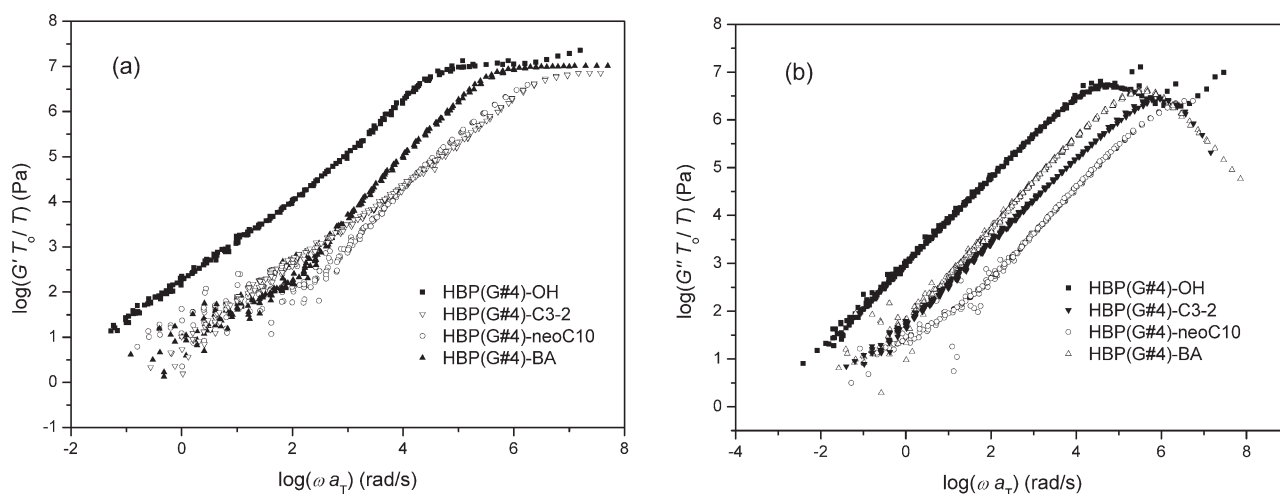 (a)
log(G′ Tₒ / T) (Pa)
8
7
6
5
4
3
2
1
0
-1
-2
0
2
4
6
8
log(ω a_T) (rad/s)
HBP(G#4)-OH
HBP(G#4)-C3-2
HBP(G#4)-neoC10
HBP(G#4)-BA
(b)
log(G″ Tₒ / T) (Pa)
8
7
6
5
4
3
2
1
0
-4
-2
0
2
4
6
8
log(ω a_T) (rad/s)
HBP(G#4)-OH
HBP(G#4)-C3-2
HBP(G#4)-neoC10
HBP(G#4)-BA